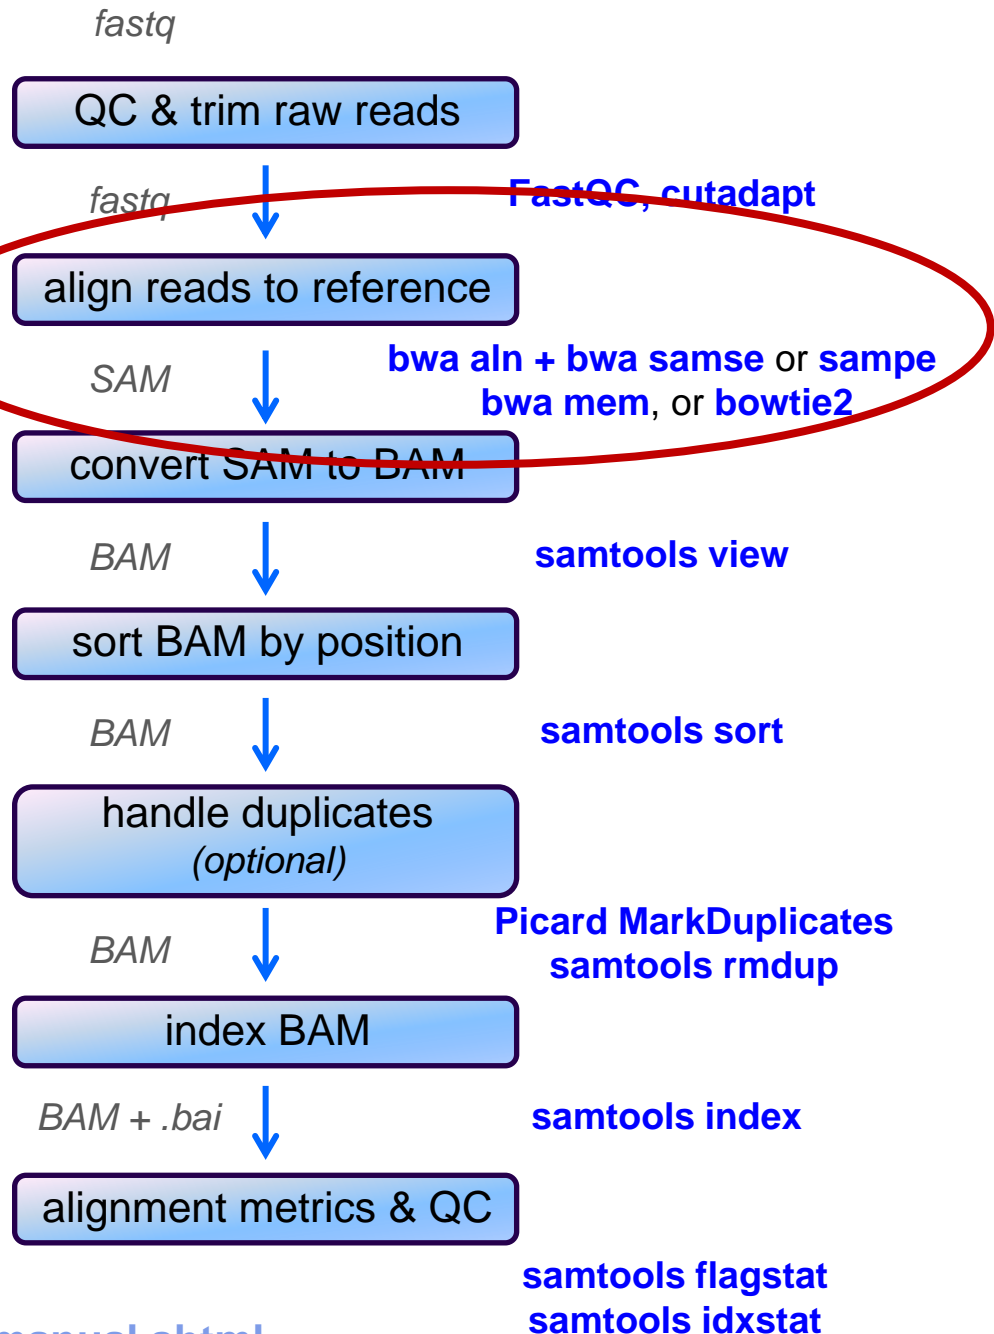 fastq
QC & trim raw reads
fastq
FastQC, cutadapt
align reads to reference
SAM
bwa aln + bwa samse or sampe
bwa mem, or bowtie2
convert SAM to BAM
BAM
samtools view
sort BAM by position
BAM
samtools sort
handle duplicates
(optional)
BAM
Picard MarkDuplicates
samtools rmdup
index BAM
BAM + .bai
samtools index
alignment metrics & QC
samtools flagstat
samtools idxstat
manual.shtml